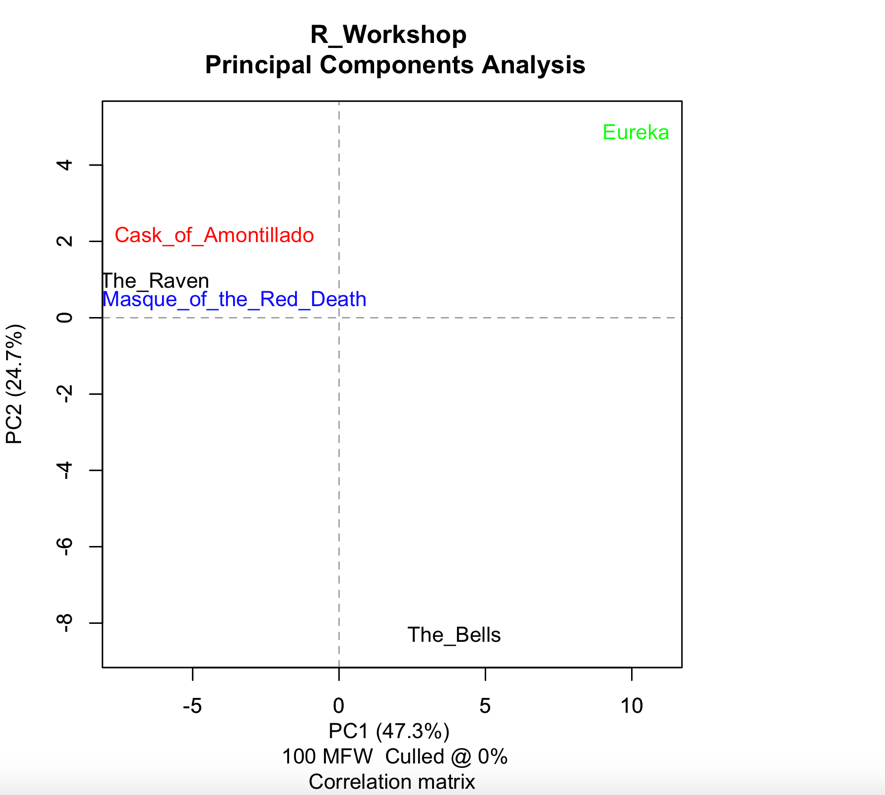 R_Workshop
Principal Components Analysis
Eureka
4
Cask_of_Amontillado
2
The_Raven
Masque_of_the_Red_Death
0
PC2 (24.7%)
-2
-4
-6
-8
The_Bells
-5 0 5 10
PC1 (47.3%)
100 MFW  Culled @ 0%
Correlation matrix